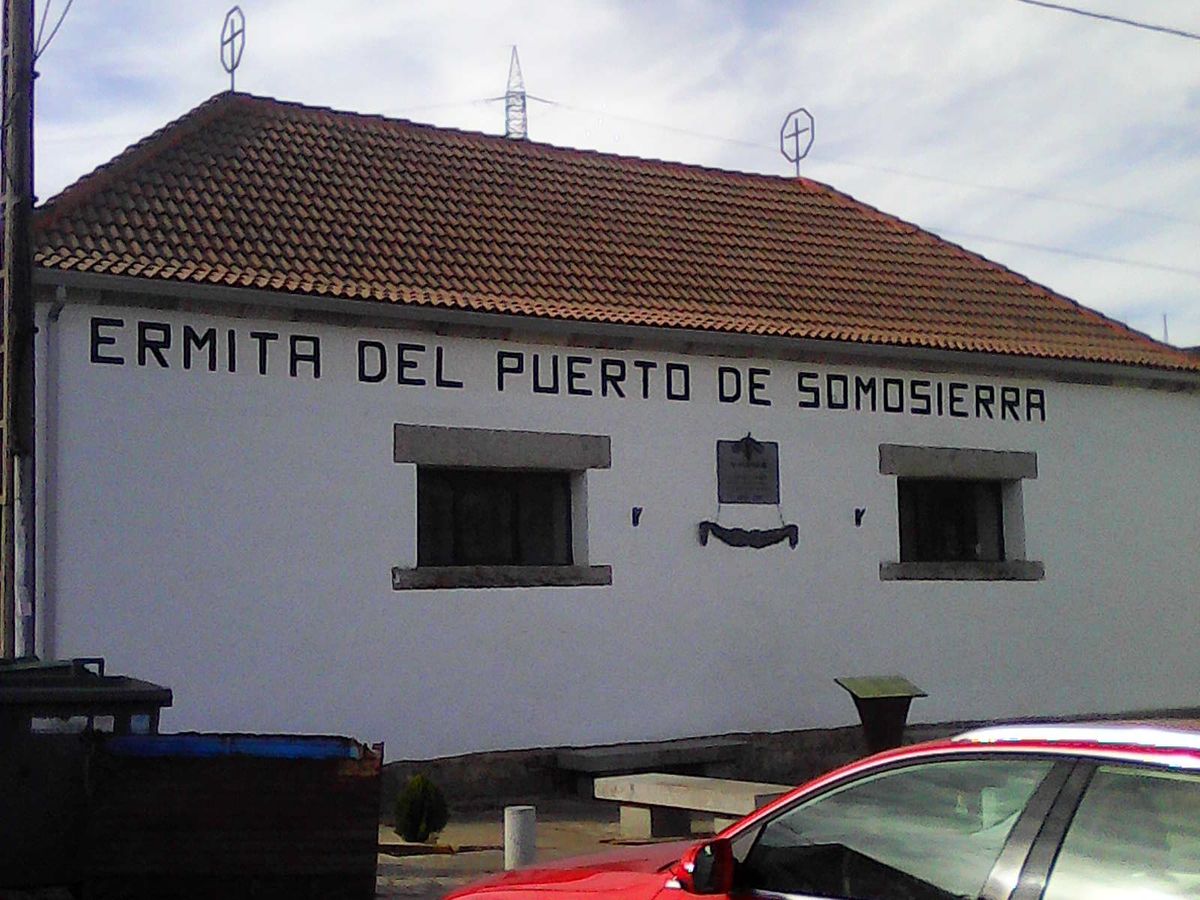 ERMITA DEL PUERTO DE SOMOSIERRA